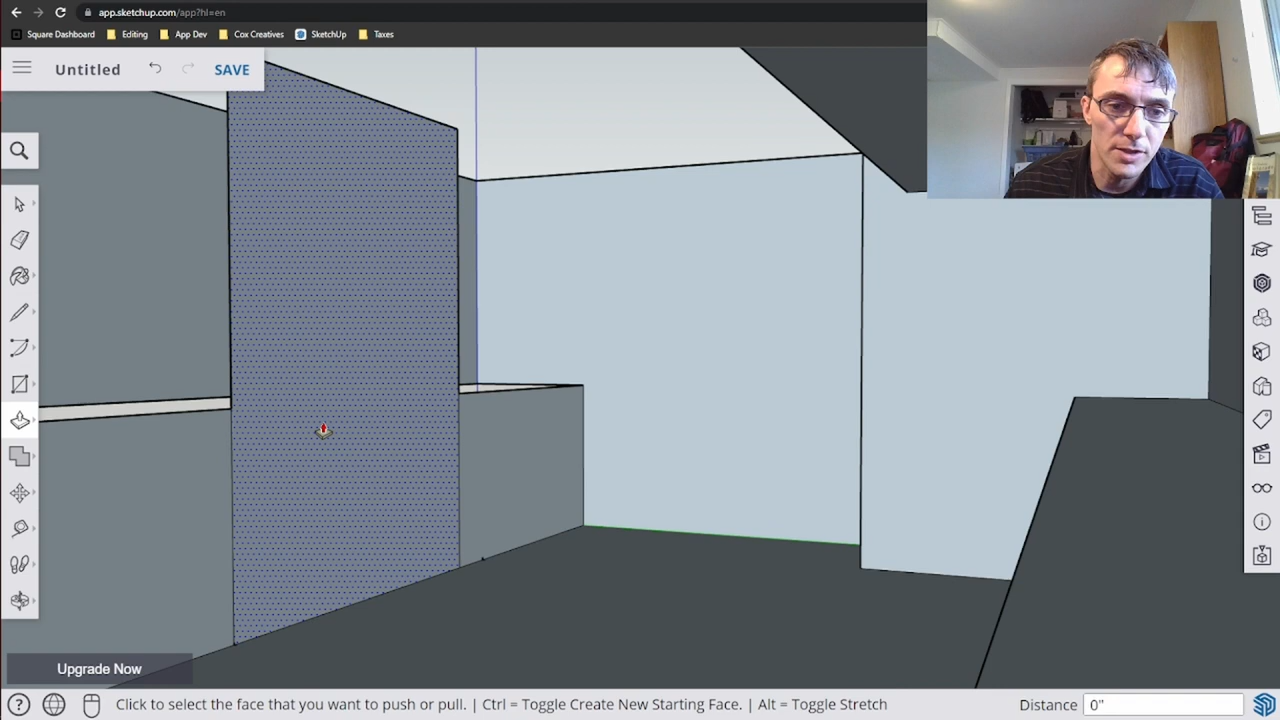 app.sketchup.com/app?hl=en
Square Dashboard Editing App Dev Cox Creatives SketchUp Taxes
Untitled SAVE
Upgrade Now
? Click to select the face that you want to push or pull. | Ctrl = Toggle Create New Starting Face. | Alt = Toggle Stretch Distance 0"